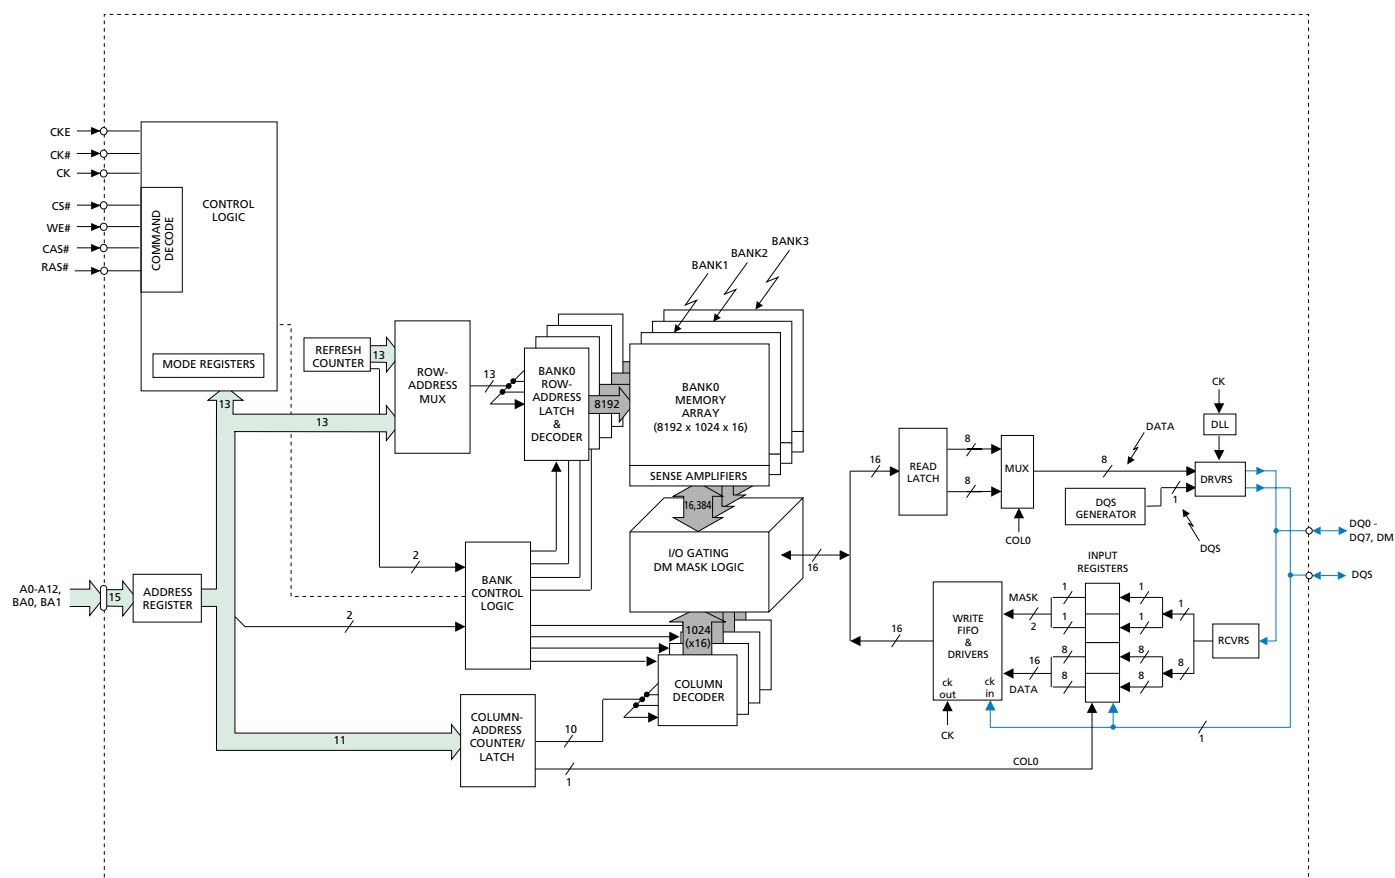 CKE
CK#
CK
CS#
WE#
CAS#
RAS#
COMMAND
DECODE
CONTROL
LOGIC
MODE REGISTERS
13
REFRESH
COUNTER
13
13
ROW-
ADDRESS
MUX
13
BANK0
ROW-
ADDRESS
LATCH
&
DECODER
8192
BANK1
BANK2
BANK3
BANK0
MEMORY
ARRAY
(8192 x 1024 x 16)
SENSE AMPLIFIERS
16,384
I/O GATING
DM MASK LOGIC
16
2
2
BANK
CONTROL
LOGIC
A0-A12,
BA0, BA1
15
ADDRESS
REGISTER
11
COLUMN-
ADDRESS
COUNTER/
LATCH
10
1
COL0
1024
(x16)
COLUMN
DECODER
16
READ
LATCH
8
8
MUX
COL0
8
DATA
DQS
GENERATOR
1
DQS
CK
DLL
DRVRS
DQ0 -
DQ7, DM
DQS
16
WRITE
FIFO
&
DRIVERS
ck
out
ck
in
CK
MASK
2
16
DATA
INPUT
REGISTERS
1
1
8
8
1
1
8
8
1
8
RCVRS
1